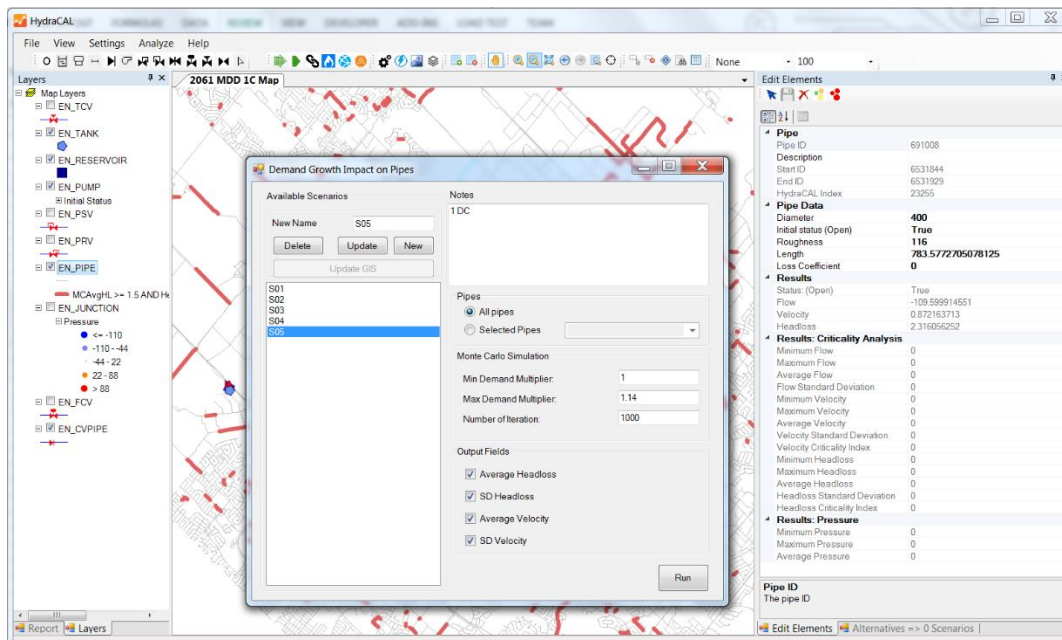 HydraCAL
FORMULAS DATA REVIEW VIEW DEVELOPER ADD-INS LOAD TEST TEAM
File View Settings Analyze Help
None
100
Layers
Map Layers
EN_TCV
EN_TANK
EN_RESERVOIR
EN_PUMP
Initial Status
EN_PSV
EN_PRV
EN_PIPE
MCAvgHL >= 1.5 AND He
EN_JUNCTION
Pressure
<= -110
-110 - -44
-44 - 22
22 - 88
> 88
EN_FCV
EN_CVPIPE
Report Layers
2061 MDD 1C Map
Demand Growth Impact on Pipes
Available Scenarios
New Name S05
Delete Update New
Update GIS
S01
S02
S03
S04
S05
Notes
1 DC
Pipes
All pipes
Selected Pipes
Monte Carlo Simulation
Min Demand Multiplier: 1
Max Demand Multiplier: 1.14
Number of Iteration: 1000
Output Fields
Average Headloss
SD Headloss
Average Velocity
SD Velocity
Run
Edit Elements
Pipe
Pipe ID 691008
Description
Start ID 6531844
End ID 6531929
HydraCAL Index 23255
Pipe Data
Diameter 400
Initial status (Open) True
Roughness 116
Length 783.5772705078125
Loss Coefficient 0
Results
Status: (Open) True
Flow -109.599914551
Velocity 0.872163713
Headloss 2.316056252
Results: Criticality Analysis
Minimum Flow 0
Maximum Flow 0
Average Flow 0
Flow Standard Deviation 0
Minimum Velocity 0
Maximum Velocity 0
Average Velocity 0
Velocity Standard Deviation 0
Velocity Criticality Index 0
Minimum Headloss 0
Maximum Headloss 0
Average Headloss 0
Headloss Standard Deviation 0
Headloss Criticality Index 0
Results: Pressure
Minimum Pressure 0
Maximum Pressure 0
Average Pressure 0
Pipe ID
The pipe ID
Edit Elements Alternatives => 0 Scenarios